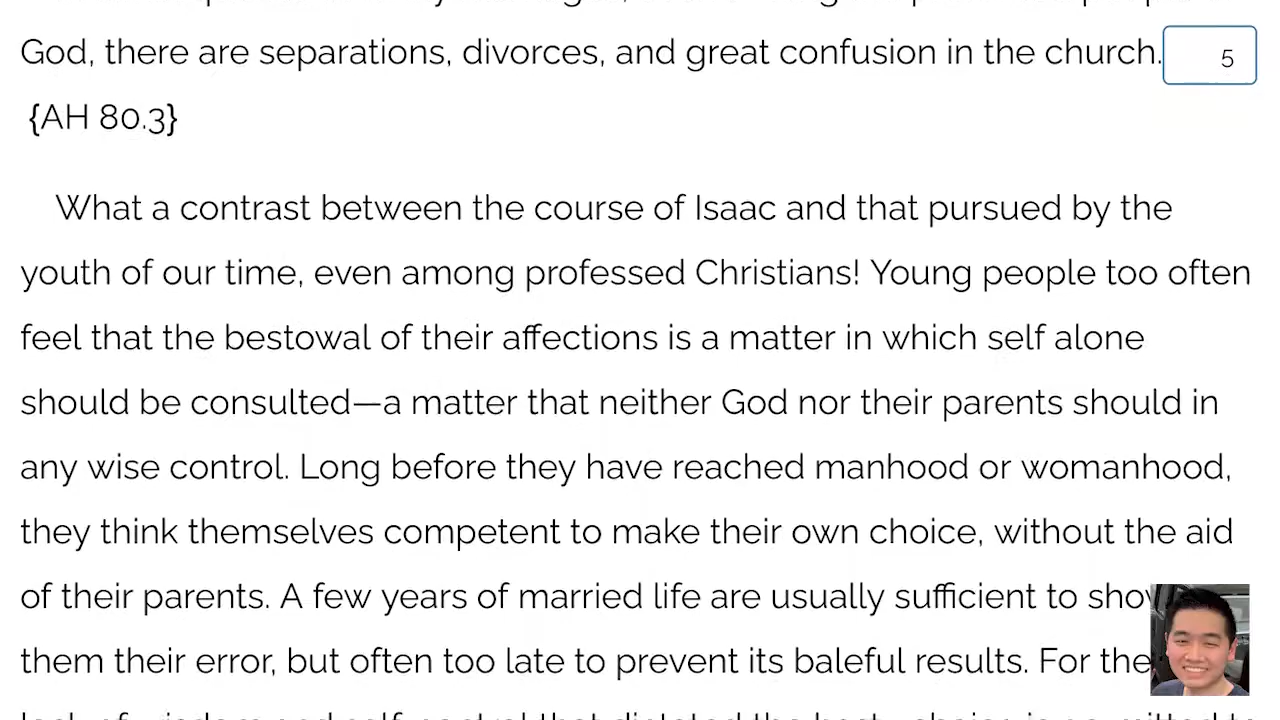 God, there are separations, divorces, and great confusion in the church.
5
{AH 80.3}
What a contrast between the course of Isaac and that pursued by the
youth of our time, even among professed Christians! Young people too often
feel that the bestowal of their affections is a matter in which self alone
should be consulted—a matter that neither God nor their parents should in
any wise control. Long before they have reached manhood or womanhood,
they think themselves competent to make their own choice, without the aid
of their parents. A few years of married life are usually sufficient to
them their error, but often too late to prevent its baleful results. For